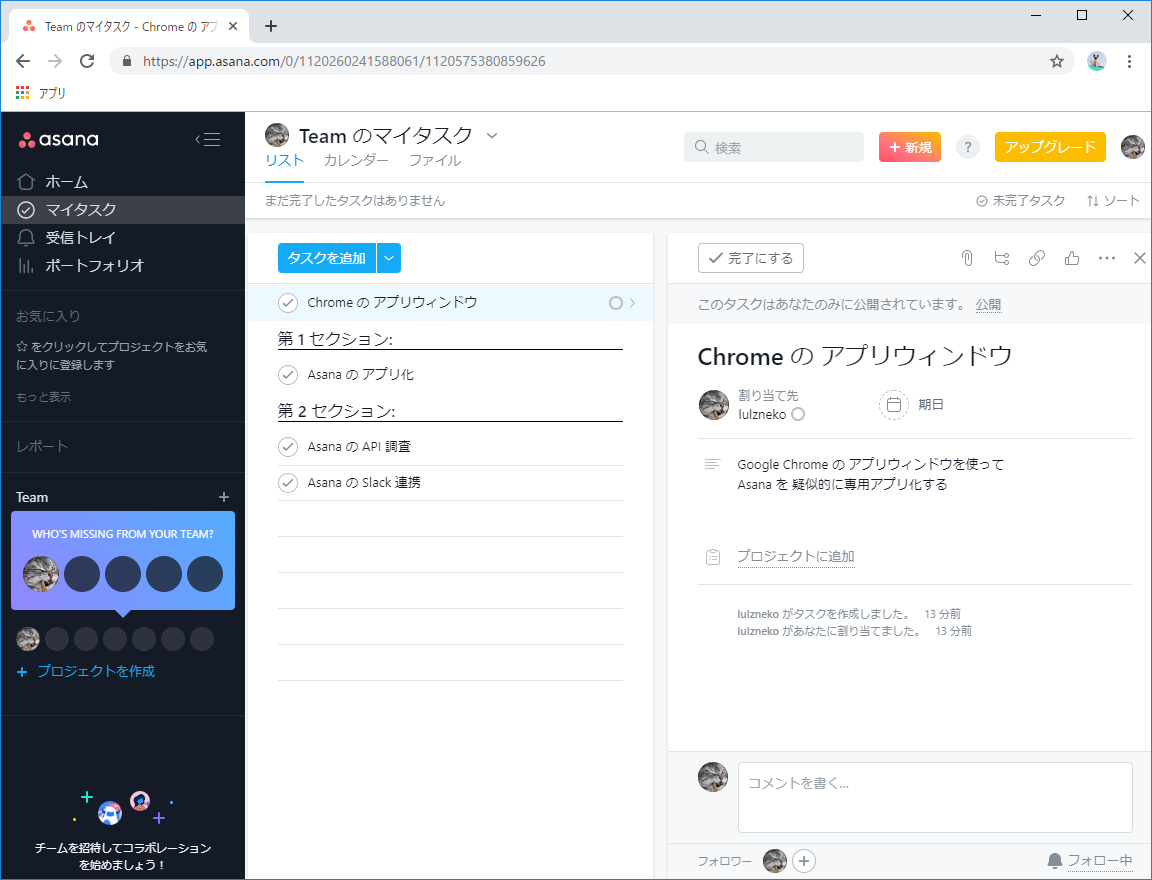 Team のマイタスク - Chrome の アプ
https://app.asana.com/0/1120260241588061/1120575380859626
アプリ
asana
ホーム
マイタスク
受信トレイ
ポートフォリオ
お気に入り
☆ をクリックしてプロジェクトをお気
に入りに登録します
もっと表示
レポート
Team
WHO'S MISSING FROM YOUR TEAM?
プロジェクトを作成
チームを招待してコラボレーション
を始めましょう！
Team のマイタスク
リスト カレンダー ファイル
検索
+ 新規
?
アップグレード
まだ完了したタスクはありません
未完了タスク
ソート
タスクを追加
Chrome の アプリウィンドウ
第 1 セクション:
Asana の アプリ化
第 2 セクション:
Asana の API 調査
Asana の Slack 連携
完了にする
このタスクはあなたのみに公開されています。 公開
Chrome の アプリウィンドウ
割り当て先
lulzneko
期日
Google Chrome の アプリウィンドウを使って
Asana を 疑似的に専用アプリ化する
プロジェクトに追加
lulzneko がタスクを作成しました。 13 分前
lulzneko があなたに割り当てました。 13 分前
コメントを書く...
フォロワー
フォロー中